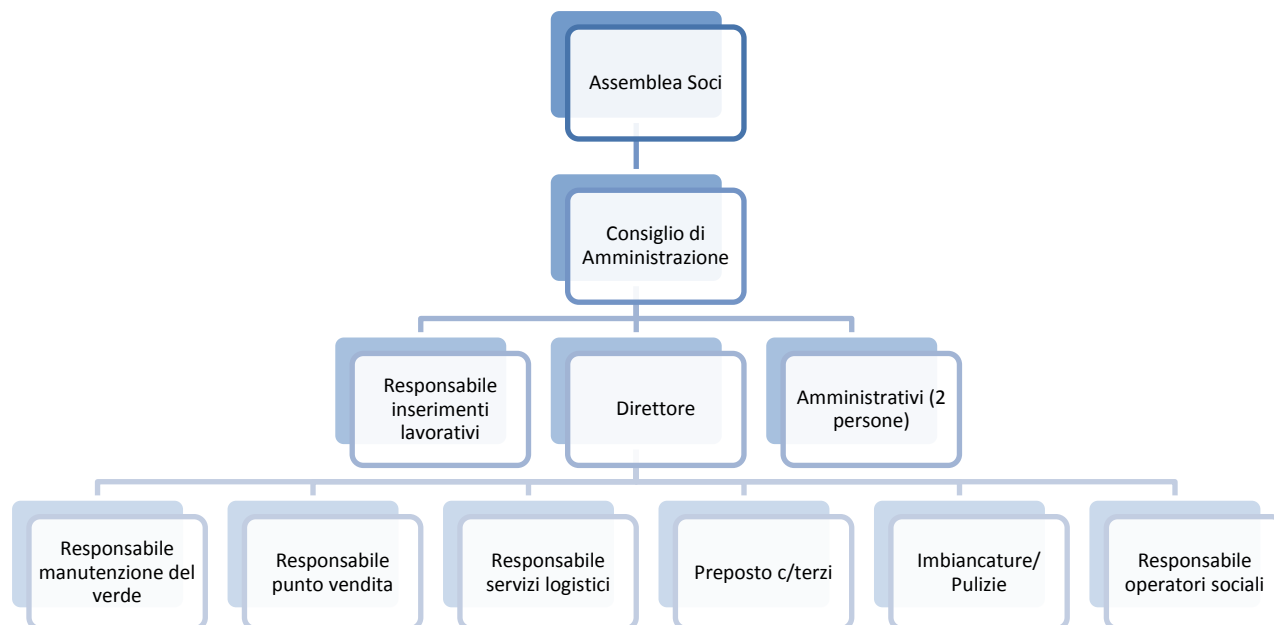 Assemblea Soci
Consiglio di
Amministrazione
Responsabile
inserimenti
lavorativi
Direttore
Amministrativi (2
persone)
Responsabile
manutenzione del
verde
Responsabile
punto vendita
Responsabile
servizi logistici
Preposto c/terzi
Imbiancature/
Pulizie
Responsabile
operatori sociali